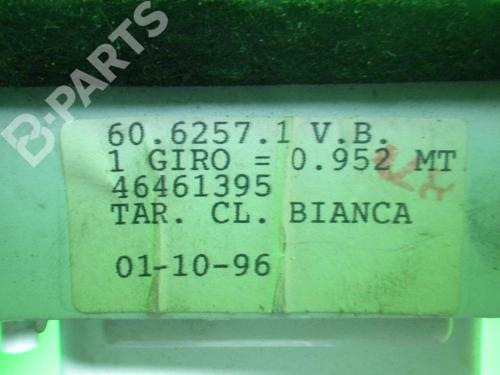 B-PARTS
60.6257.1 V.B.
1 GIRO = 0.952 MT
46461395
TAR. CL. BIANCA
01-10-96